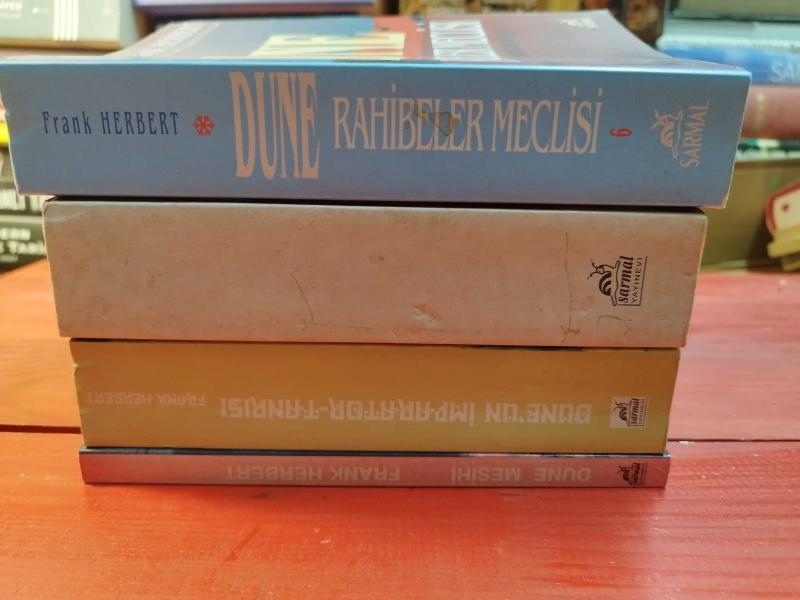 Frank HERBERT DUNE RAHİBELER MECLİSİ 6 SARMAL
sarmal YAYINEVİ
DUNE'UN İMPARATOR-TANRISI FRANK HERBERT sarmal
DUNE MESİHİ FRANK HERBERT sarmal